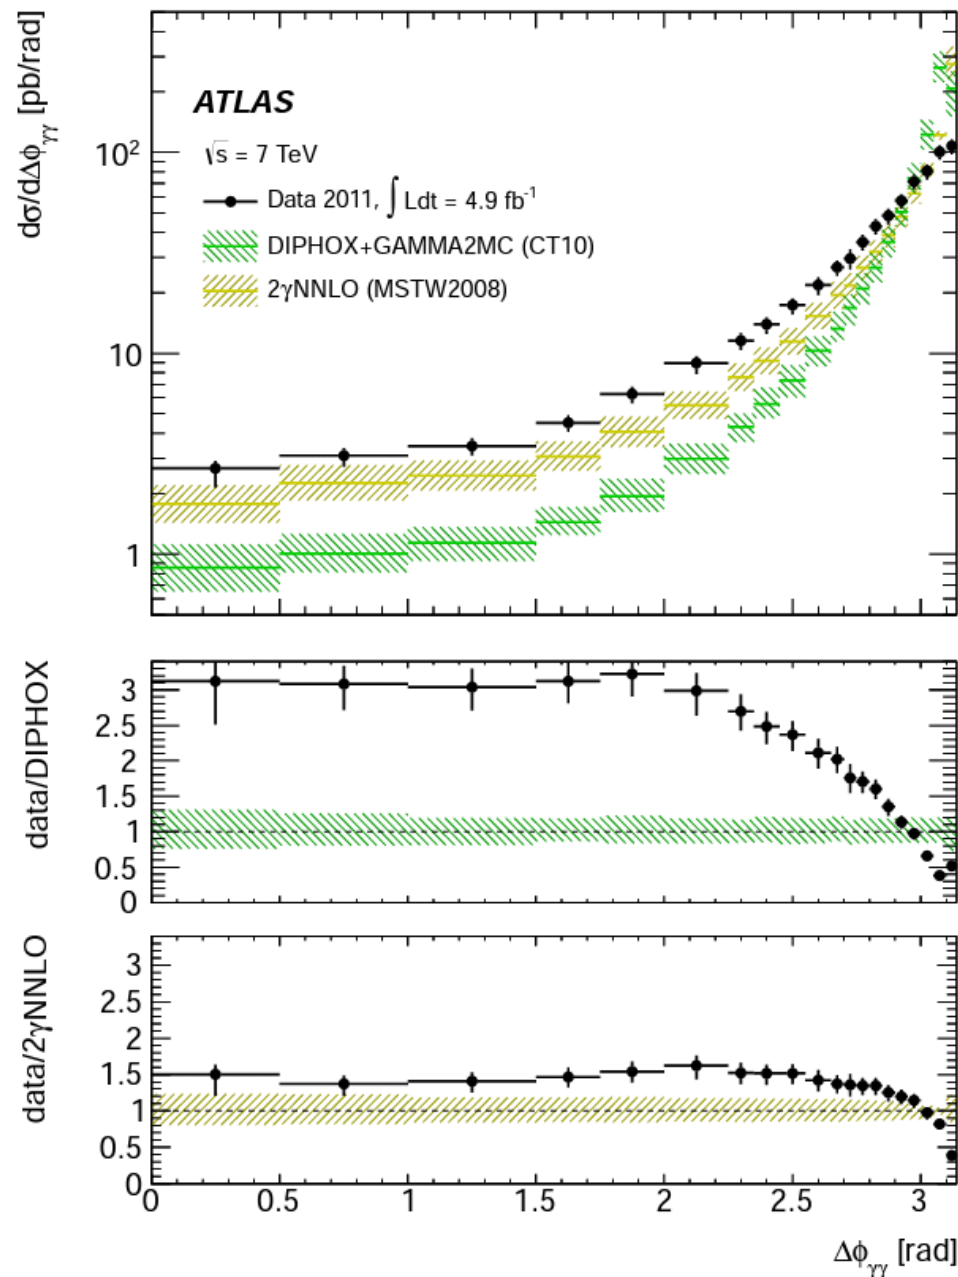 dσ/dΔϕγγ [pb/rad]
ATLAS
√s = 7 TeV
Data 2011, ∫ Ldt = 4.9 fb⁻¹
DIPHOX+GAMMA2MC (CT10)
2γNNLO (MSTW2008)
10²
10
1
data/DIPHOX
3
2.5
2
1.5
1
0.5
0
data/2γNNLO
3
2.5
2
1.5
1
0.5
0
0 0.5 1 1.5 2 2.5 3
Δϕγγ [rad]